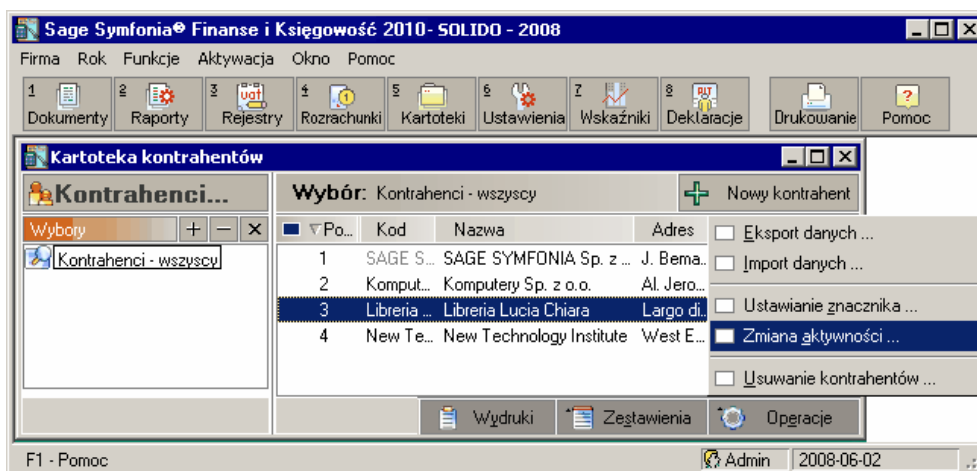 Sage Symfonia® Finanse i Księgowość 2010- SOLIDO - 2008
Firma Rok Funkcje Aktywacja Okno Pomoc
1 2 3 4 5 6 7 8 ?
Dokumenty Raporty Rejestry Rozrachunki Kartoteki Ustawienia Wskaźniki Deklaracje Drukowanie Pomoc
Kartoteka kontrahentów
Kontrahenci... Wybór: Kontrahenci - wszyscy Nowy kontrahent
Wybory Po... Kod Nazwa Adres
Eksport danych ...
Kontrahenci - wszyscy 1 SAGE S... SAGE SYMFONIA Sp. z ... J. Bema...
Import danych ...
2 Komput... Komputery Sp. z o.o. Al. Jero...
3 Libreria ... Libreria Lucia Chiara Largo di... Ustawianie znacznika ...
4 New Te... New Technology Institute West E... Zmiana aktywności ...
Usuwanie kontrahentów ...
Wydruki Zestawienia Operacje
F1 - Pomoc Admin 2008-06-02